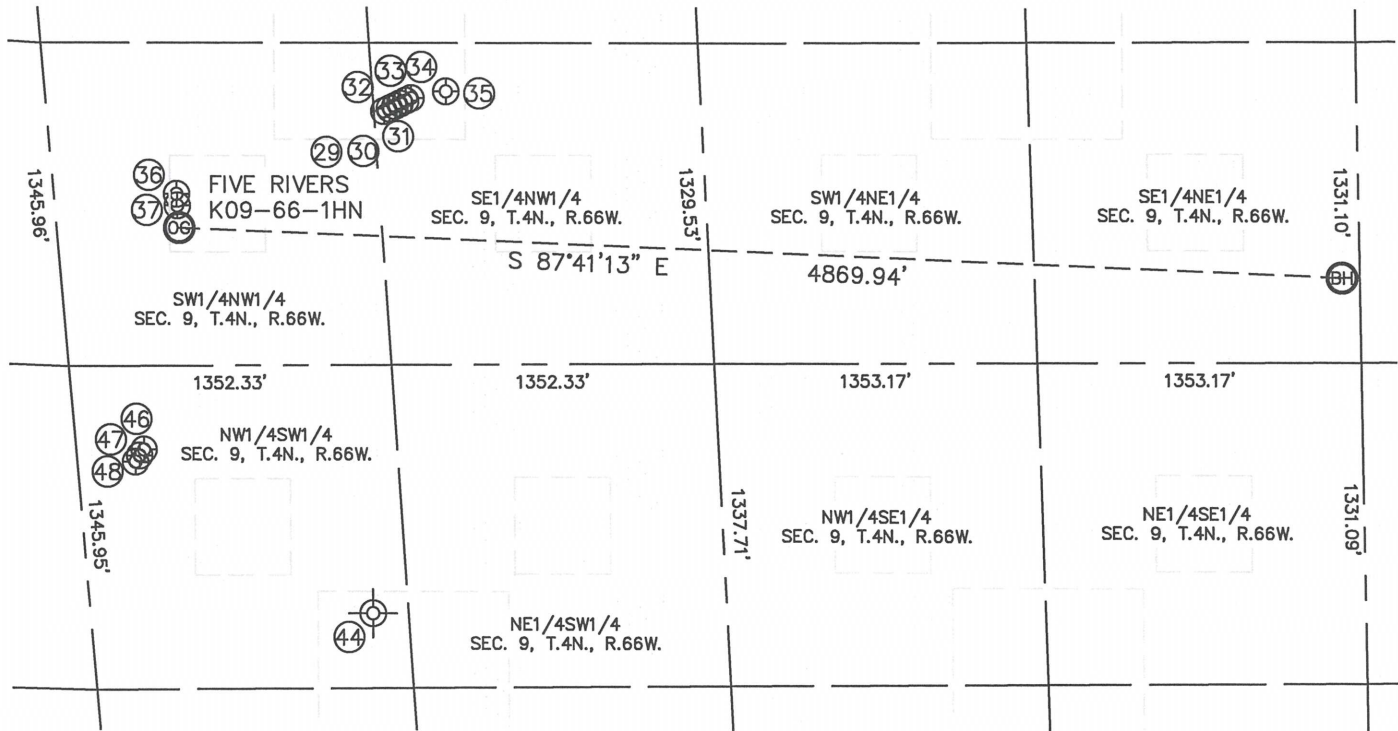 33 34
32
35
31
29 30
36
37
FIVE RIVERS
K09-66-1HN
1345.96'
SE1/4NW1/4
SEC. 9, T.4N., R.66W.
1329.53'
SW1/4NE1/4
SEC. 9, T.4N., R.66W.
SE1/4NE1/4
SEC. 9, T.4N., R.66W.
1331.10'
S 87°41'13" E
4869.94'
BH
SW1/4NW1/4
SEC. 9, T.4N., R.66W.
1352.33'
1352.33'
1353.17'
1353.17'
46
47
48
NW1/4SW1/4
SEC. 9, T.4N., R.66W.
1345.95'
1337.71'
NW1/4SE1/4
SEC. 9, T.4N., R.66W.
NE1/4SE1/4
SEC. 9, T.4N., R.66W.
1331.09'
44
NE1/4SW1/4
SEC. 9, T.4N., R.66W.